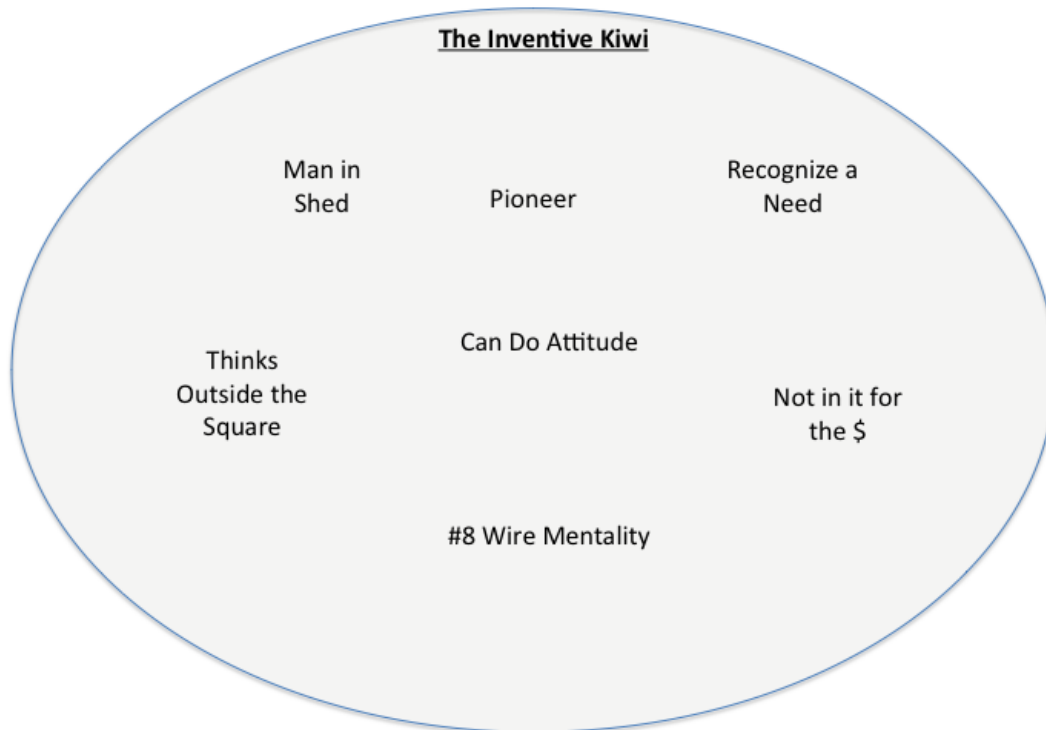 The Inventive Kiwi
Man in
Shed
Pioneer
Recognize a
Need
Can Do Attitude
Thinks
Outside the
Square
Not in it for
the $
#8 Wire Mentality